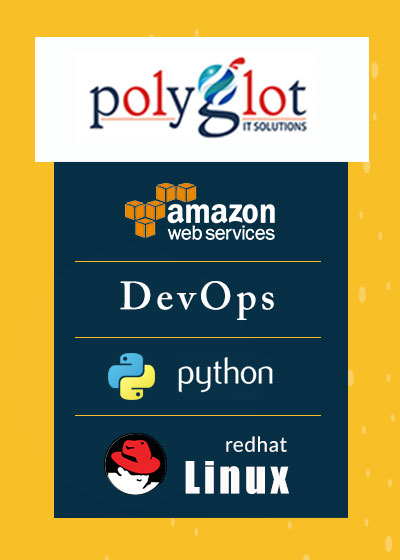 polyglot
IT SOLUTIONS
amazon
web services
DevOps
python
redhat
Linux